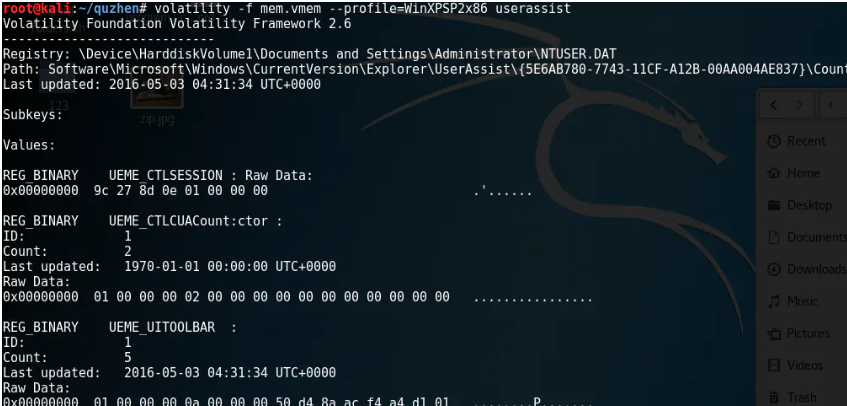 root@kali:~/quzhen# volatility -f mem.vmem --profile=WinXPSP2x86 userassist
Volatility Foundation Volatility Framework 2.6
----------------------------
Registry: \Device\HarddiskVolume1\Documents and Settings\Administrator\NTUSER.DAT
Path: Software\Microsoft\Windows\CurrentVersion\Explorer\UserAssist\{5E6AB780-7743-11CF-A12B-00AA004AE837}\Coun
Last updated: 2016-05-03 04:31:34 UTC+0000
123
zip.jpg
Subkeys:
Values:
REG_BINARY    UEME_CTLSESSION : Raw Data:
0x00000000  9c 27 8d 0e 01 00 00 00                           .'......
REG_BINARY    UEME_CTLCUACount:ctor :
ID:             1
Count:          2
Last updated:   1970-01-01 00:00:00 UTC+0000
Raw Data:
0x00000000  01 00 00 00 02 00 00 00 00 00 00 00 00 00 00 00   ................
REG_BINARY    UEME_UITOOLBAR  :
ID:             1
Count:          5
Last updated:   2016-05-03 04:31:34 UTC+0000
Raw Data:
0x00000000  01 00 00 00 0a 00 00 00 50 d4 8a ac f4 a4 d1 01   ........P.......
Recent
Home
Desktop
Documents
Downloads
Music
Pictures
Videos
Trash